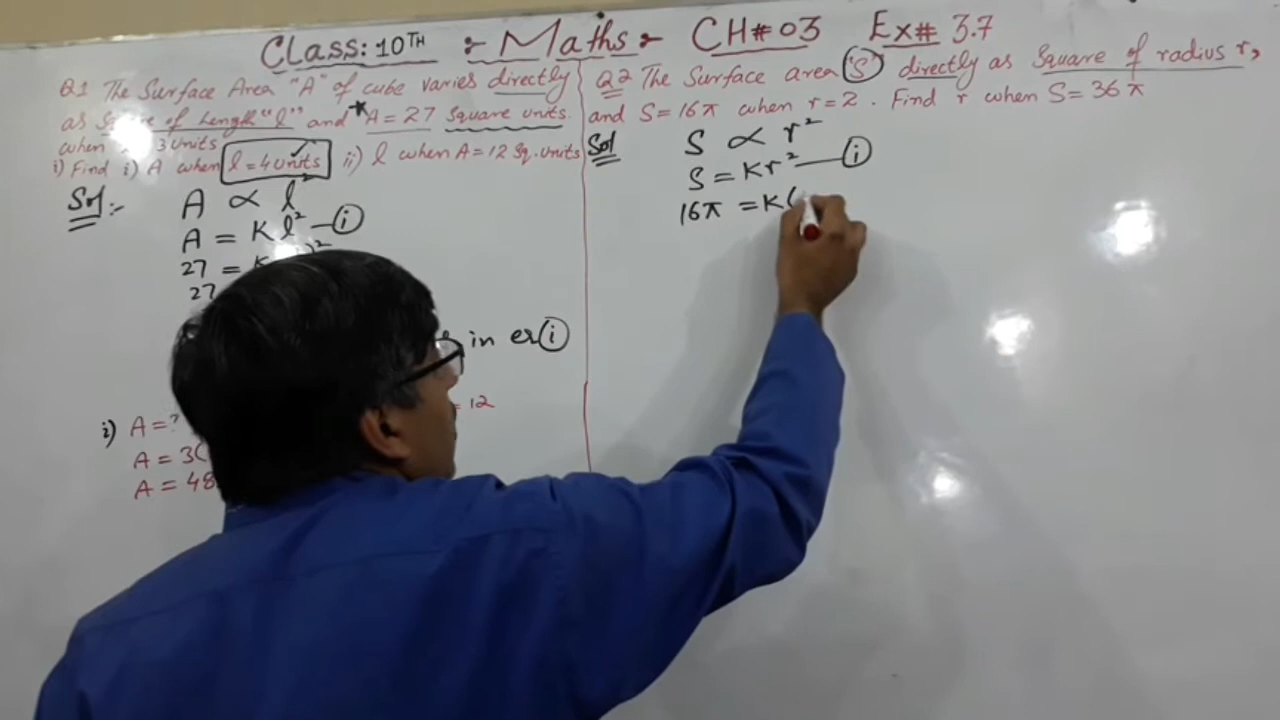 CLASS: 10TH :- Maths:- CH# 03 Ex# 3.7
Q1 The Surface Area "A" of cube varies directly
as Square of Length "l" and A = 27 Square units.
when 3 Units
i) Find i) A when l = 4 units ii) l when A = 12 Sq. units
Sol:-
A ∝ l²
A = K l² — i
27 = K
27
in eq i
= 12
i) A = ?
A = 3(
A = 48
Q2 The Surface area "S" directly as Square of radius r,
and S = 16π when r = 2 . Find r when S = 36 π
Sol
S ∝ r²
S = Kr² — i
16π = K(